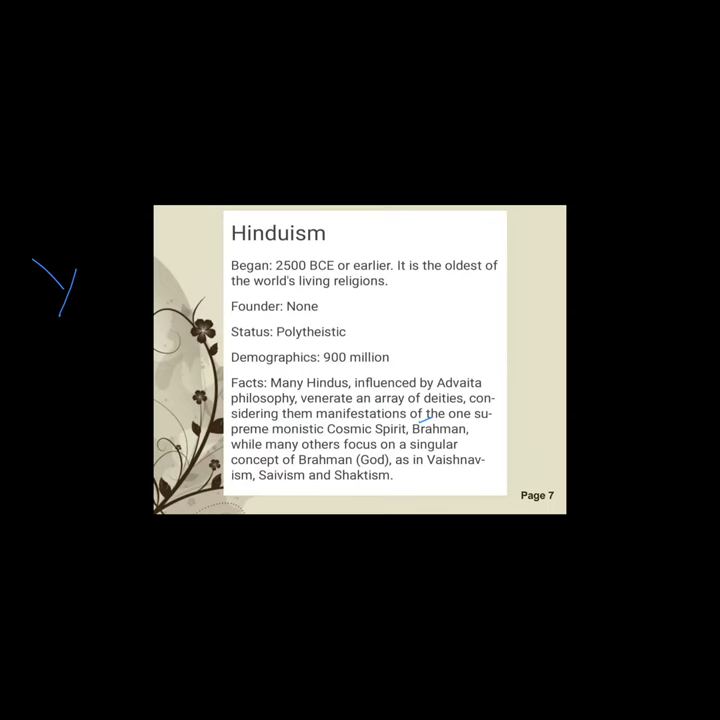 Hinduism
Began: 2500 BCE or earlier. It is the oldest of
the world's living religions.
Founder: None
Status: Polytheistic
Demographics: 900 million
Facts: Many Hindus, influenced by Advaita
philosophy, venerate an array of deities, con-
sidering them manifestations of the one su-
preme monistic Cosmic Spirit, Brahman,
while many others focus on a singular
concept of Brahman (God), as in Vaishnav-
ism, Saivism and Shaktism.
Page 7